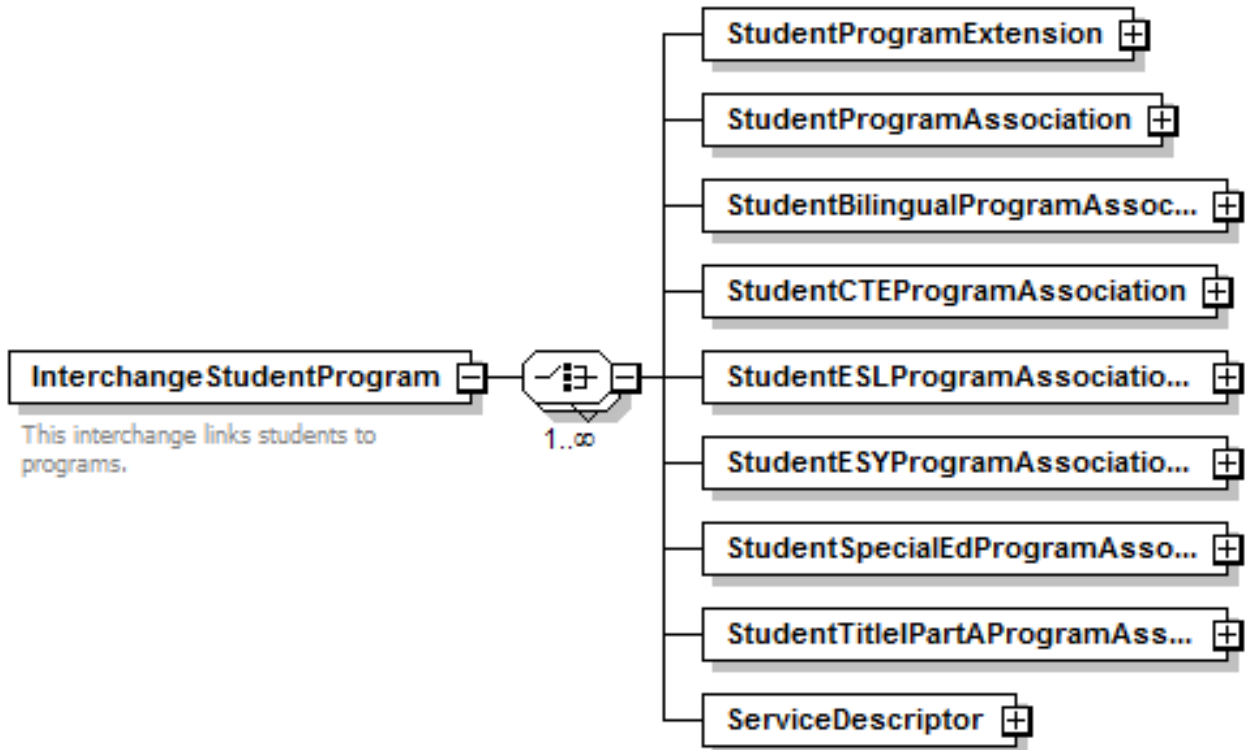 StudentProgramExtension
StudentProgramAssociation
StudentBilingualProgramAssoc...
StudentCTEProgramAssociation
InterchangeStudentProgram
StudentESLProgramAssociatio...
This interchange links students to
programs.
1..∞
StudentESYProgramAssociatio...
StudentSpecialEdProgramAsso...
StudentTitleIPartAProgramAss...
ServiceDescriptor